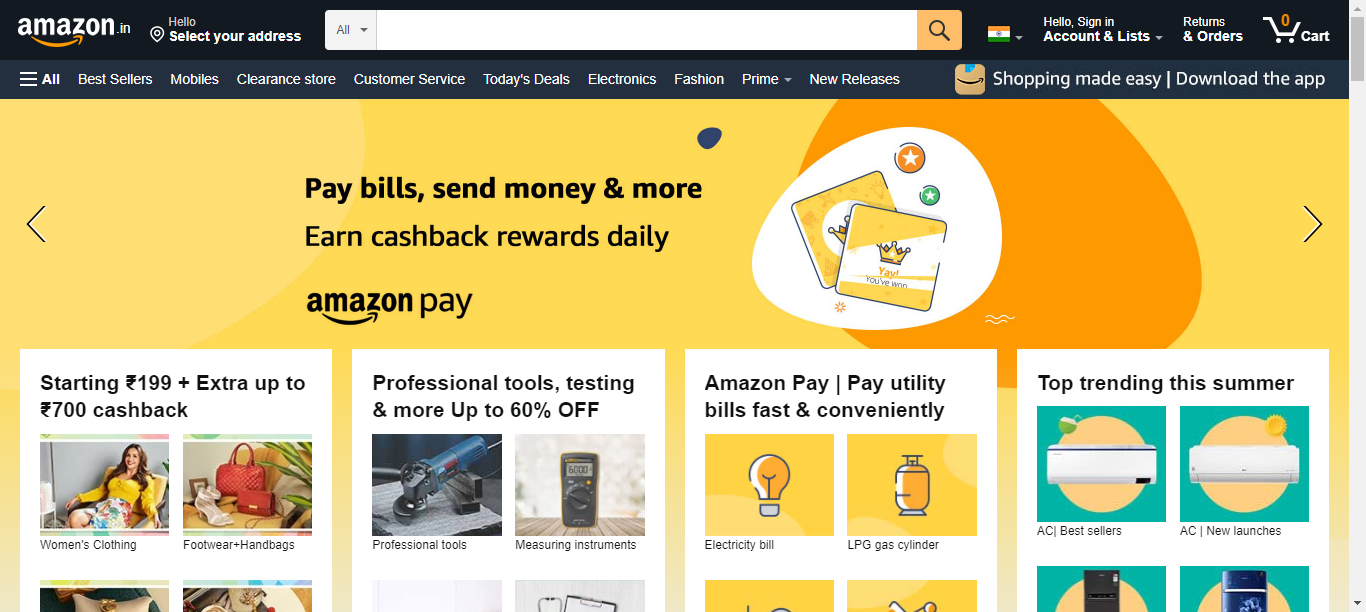 amazon.in
Hello
Select your address
All
Hello, Sign in
Account & Lists
Returns
& Orders
0
Cart
All
Best Sellers
Mobiles
Clearance store
Customer Service
Today's Deals
Electronics
Fashion
Prime
New Releases
Shopping made easy | Download the app
Pay bills, send money & more
Earn cashback rewards daily
amazon pay
Yay!
You've won
Starting ₹199 + Extra up to
₹700 cashback
Women's Clothing
Footwear+Handbags
Professional tools, testing
& more Up to 60% OFF
6000
Professional tools
Measuring instruments
Amazon Pay | Pay utility
bills fast & conveniently
Electricity bill
LPG gas cylinder
Top trending this summer
AC| Best sellers
AC | New launches